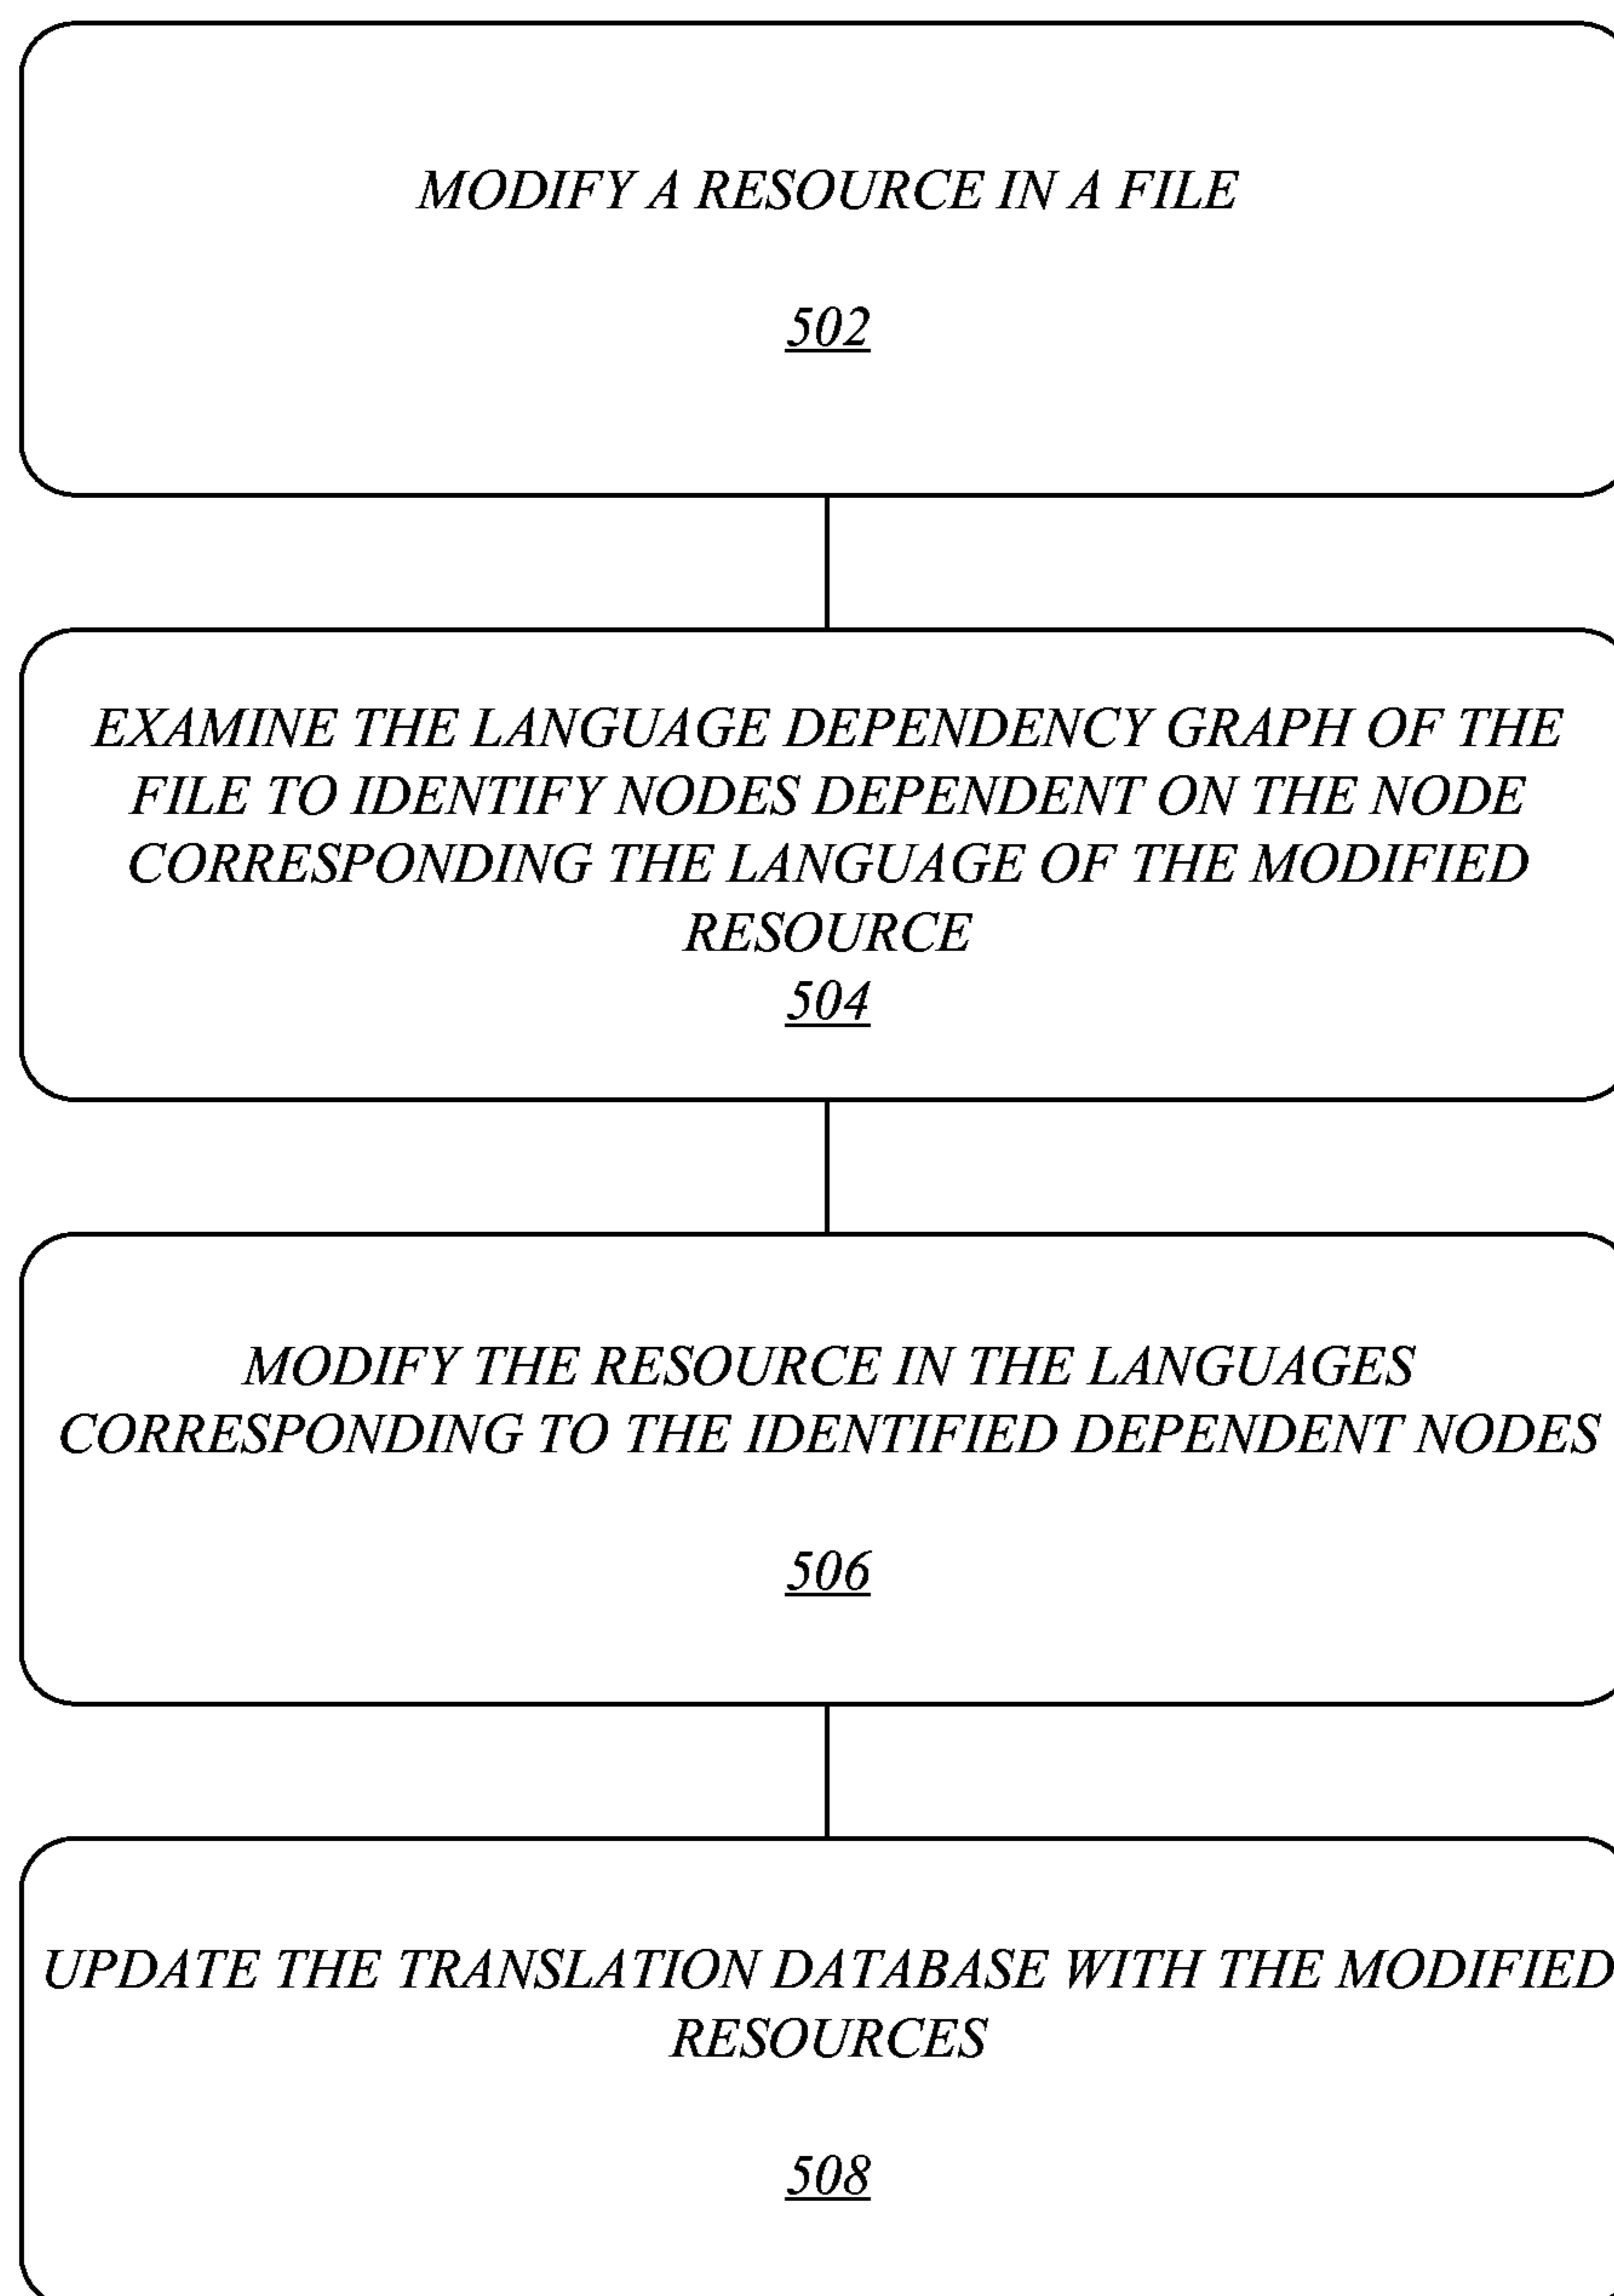 MODIFY A RESOURCE IN A FILE
502
EXAMINE THE LANGUAGE DEPENDENCY GRAPH OF THE
FILE TO IDENTIFY NODES DEPENDENT ON THE NODE
CORRESPONDING THE LANGUAGE OF THE MODIFIED
RESOURCE
504
MODIFY THE RESOURCE IN THE LANGUAGES
CORRESPONDING TO THE IDENTIFIED DEPENDENT NODES
506
UPDATE THE TRANSLATION DATABASE WITH THE MODIFIED
RESOURCES
508